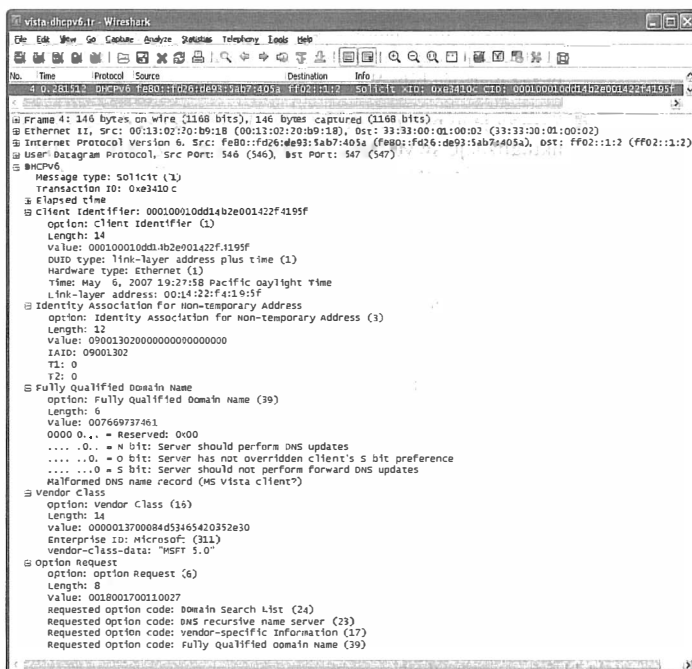 vista-dhcpv6.tr - Wireshark
File Edit View Go Capture Analyze Statistics Telephony Tools Help
No. Time Protocol Source Destination Info
4 0.281512 DHCPv6 fe80::fd26:de93:5ab7:405a ff02::1:2 Solicit XID: 0xe3410c CID: 000100010dd14b2e001422f4195f
Frame 4: 146 bytes on wire (1168 bits), 146 bytes captured (1168 bits)
Ethernet II, Src: 00:13:02:20:b9:18 (00:13:02:20:b9:18), Dst: 33:33:00:01:00:02 (33:33:00:01:00:02)
Internet Protocol Version 6, Src: fe80::fd26:de93:5ab7:405a (fe80::fd26:de93:5ab7:405a), Dst: ff02::1:2 (ff02::1:2)
User Datagram Protocol, Src Port: 546 (546), Dst Port: 547 (547)
DHCPv6
Message type: Solicit (1)
Transaction ID: 0xe3410c
Elapsed time
Client Identifier: 000100010dd14b2e001422f4195f
option: Client Identifier (1)
Length: 14
Value: 000100010dd14b2e001422f4195f
DUID type: link-layer address plus time (1)
Hardware type: Ethernet (1)
Time: May 6, 2007 19:27:58 Pacific Daylight Time
Link-layer address: 00:14:22:f4:19:5f
Identity Association for Non-temporary Address
option: Identity Association for Non-temporary Address (3)
Length: 12
Value: 090013020000000000000000
IAID: 09001302
T1: 0
T2: 0
Fully Qualified Domain Name
option: Fully Qualified Domain Name (39)
Length: 6
Value: 007669737461
0000 0... = Reserved: 0x00
.... .0.. = N bit: Server should perform DNS updates
.... ..0. = O bit: Server has not overridden client's S bit preference
.... ...0 = S bit: Server should not perform forward DNS updates
Malformed DNS name record (MS Vista client?)
Vendor Class
option: Vendor Class (16)
Length: 14
Value: 0000013700084d53465420352e30
Enterprise ID: Microsoft (311)
vendor-class-data: "MSFT 5.0"
Option Request
option: Option Request (6)
Length: 8
Value: 0018001700110027
Requested Option code: Domain Search List (24)
Requested Option code: DNS recursive name server (23)
Requested Option code: Vendor-specific Information (17)
Requested Option code: Fully Qualified Domain Name (39)